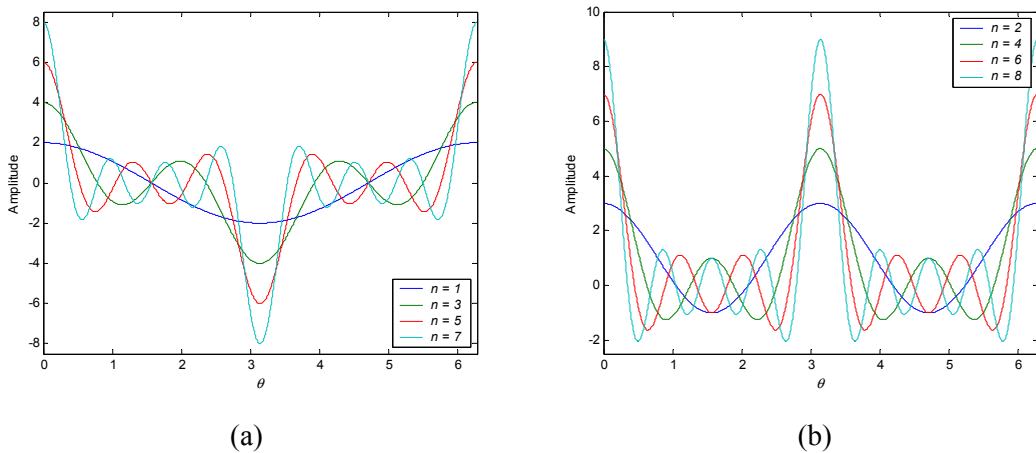 8
6
4
2
0
-2
-4
-6
-8
Amplitude
0 1 2 3 4 5 6
θ
n = 1
n = 3
n = 5
n = 7
(a)
10
8
6
4
2
0
-2
Amplitude
0 1 2 3 4 5 6
θ
n = 2
n = 4
n = 6
n = 8
(b)